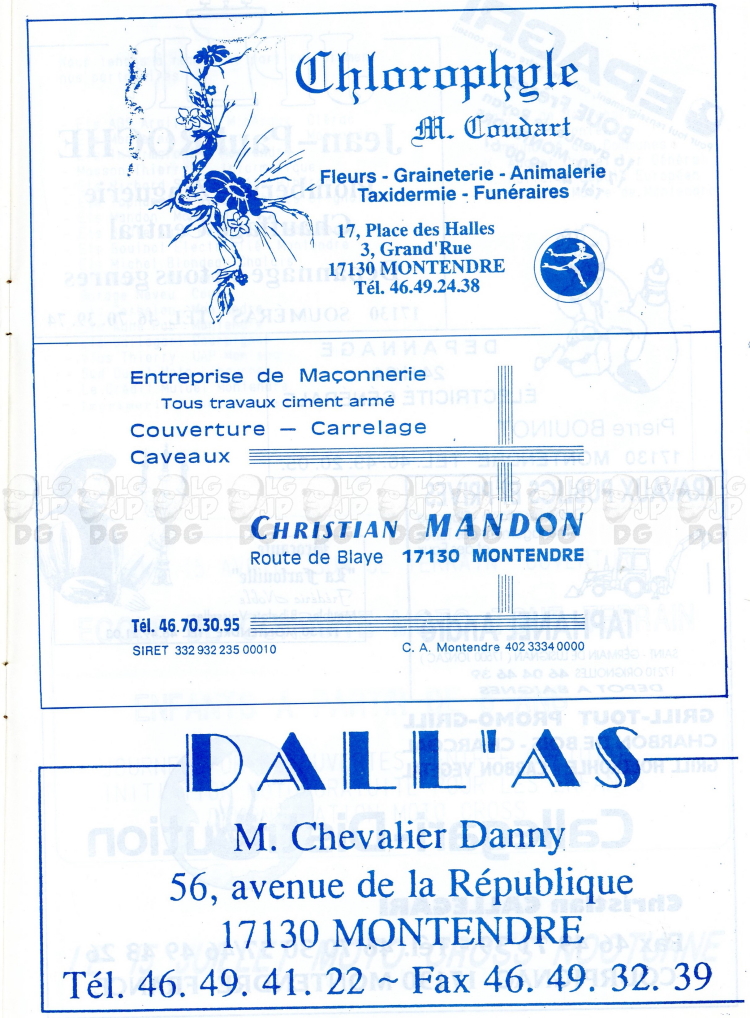 Chlorophyle
M. Coudart
Fleurs - Graineterie - Animalerie
Taxidermie - Funéraires
17, Place des Halles
3, Grand'Rue
17130 MONTENDRE
Tél. 46.49.24.38
Entreprise de Maçonnerie
Tous travaux ciment armé
Couverture — Carrelage
Caveaux
CHRISTIAN MANDON
Route de Blaye 17130 MONTENDRE
Tél. 46.70.30.95
SIRET 332 932 235 00010 C. A. Montendre 402 3334 0000
DALL'AS
M. Chevalier Danny
56, avenue de la République
17130 MONTENDRE
Tél. 46. 49. 41. 22 ~ Fax 46. 49. 32. 39